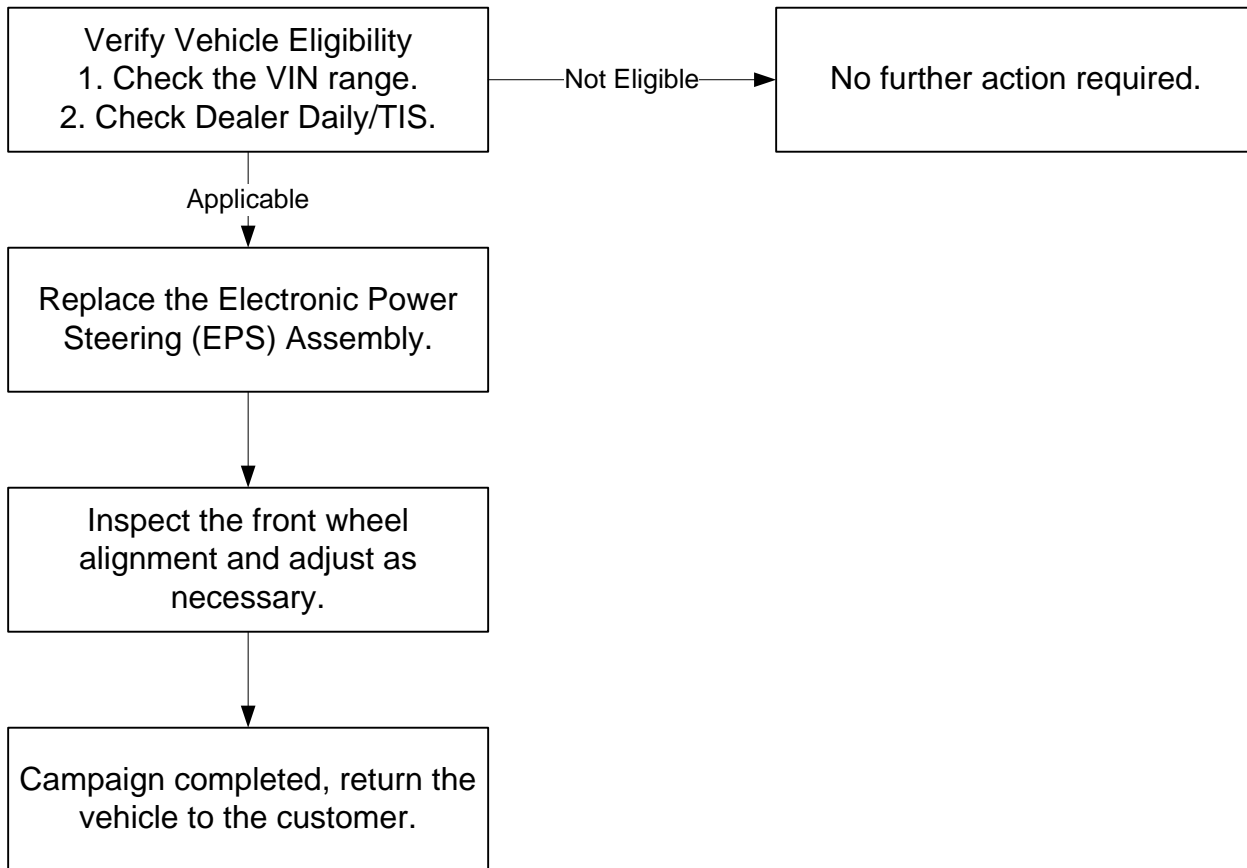 Verify Vehicle Eligibility
1. Check the VIN range.
2. Check Dealer Daily/TIS.
Not Eligible
No further action required.
Applicable
Replace the Electronic Power
Steering (EPS) Assembly.
Inspect the front wheel
alignment and adjust as
necessary.
Campaign completed, return the
vehicle to the customer.